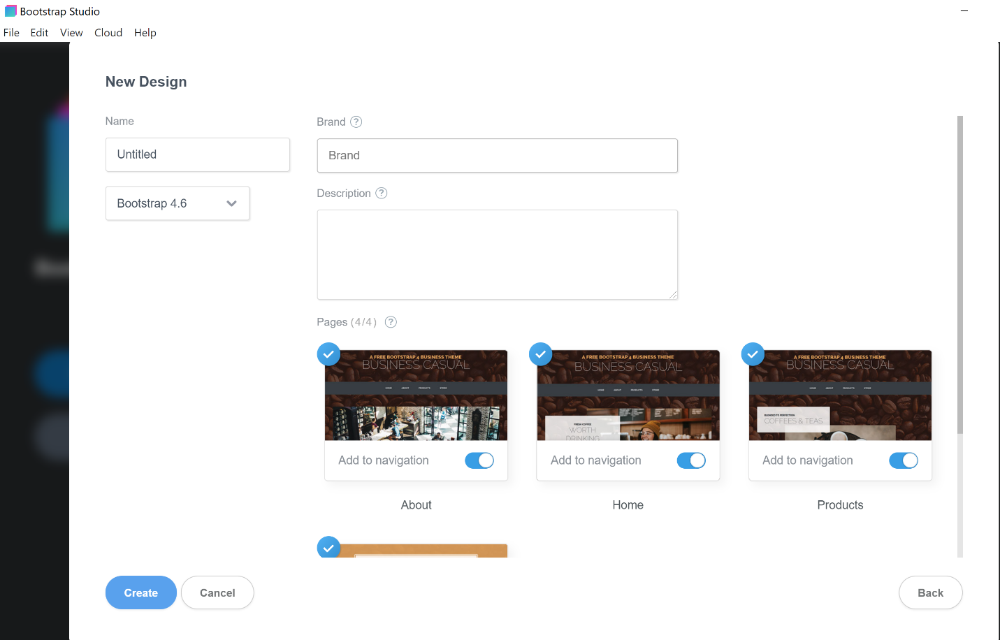 Bootstrap Studio
File Edit View Cloud Help
New Design
Name
Untitled
Bootstrap 4.6
Brand ?
Brand
Description ?
Pages (4/4) ?
A FREE BOOTSTRAP 4 BUSINESS THEME
BUSINESS CASUAL
HOME ABOUT PRODUCTS STORE
Add to navigation
About
A FREE BOOTSTRAP 4 BUSINESS THEME
BUSINESS CASUAL
HOME ABOUT PRODUCTS STORE
FRESH COFFEE
WORTH
DRINKING
Add to navigation
Home
A FREE BOOTSTRAP 4 BUSINESS THEME
BUSINESS CASUAL
HOME ABOUT PRODUCTS STORE
BLENDED TO PERFECTION
COFFEES & TEAS
Add to navigation
Products
Create
Cancel
Back